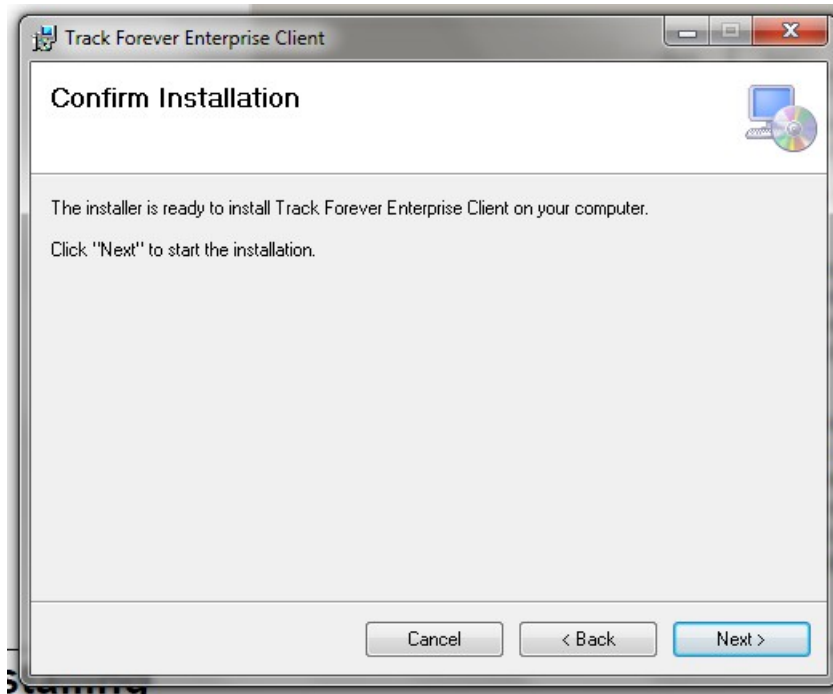 Track Forever Enterprise Client
Confirm Installation
The installer is ready to install Track Forever Enterprise Client on your computer.
Click "Next" to start the installation.
Cancel
< Back
Next >